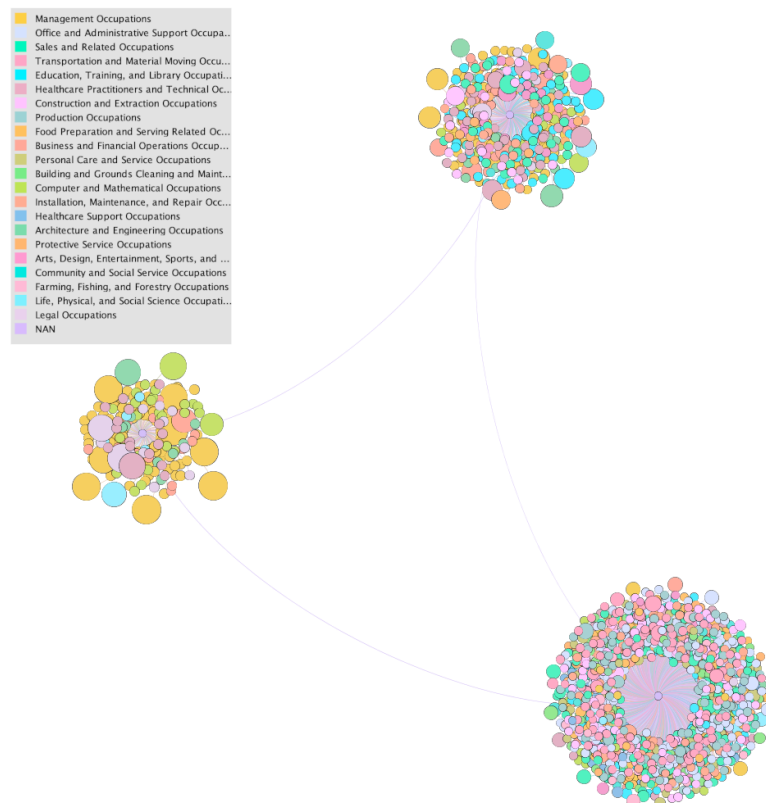 Management Occupations
Office and Administrative Support Occupa...
Sales and Related Occupations
Transportation and Material Moving Occu...
Education, Training, and Library Occupati...
Healthcare Practitioners and Technical Oc...
Construction and Extraction Occupations
Production Occupations
Food Preparation and Serving Related Oc...
Business and Financial Operations Occup...
Personal Care and Service Occupations
Building and Grounds Cleaning and Maint...
Computer and Mathematical Occupations
Installation, Maintenance, and Repair Occ...
Healthcare Support Occupations
Architecture and Engineering Occupations
Protective Service Occupations
Arts, Design, Entertainment, Sports, and ...
Community and Social Service Occupations
Farming, Fishing, and Forestry Occupations
Life, Physical, and Social Science Occupati...
Legal Occupations
NAN